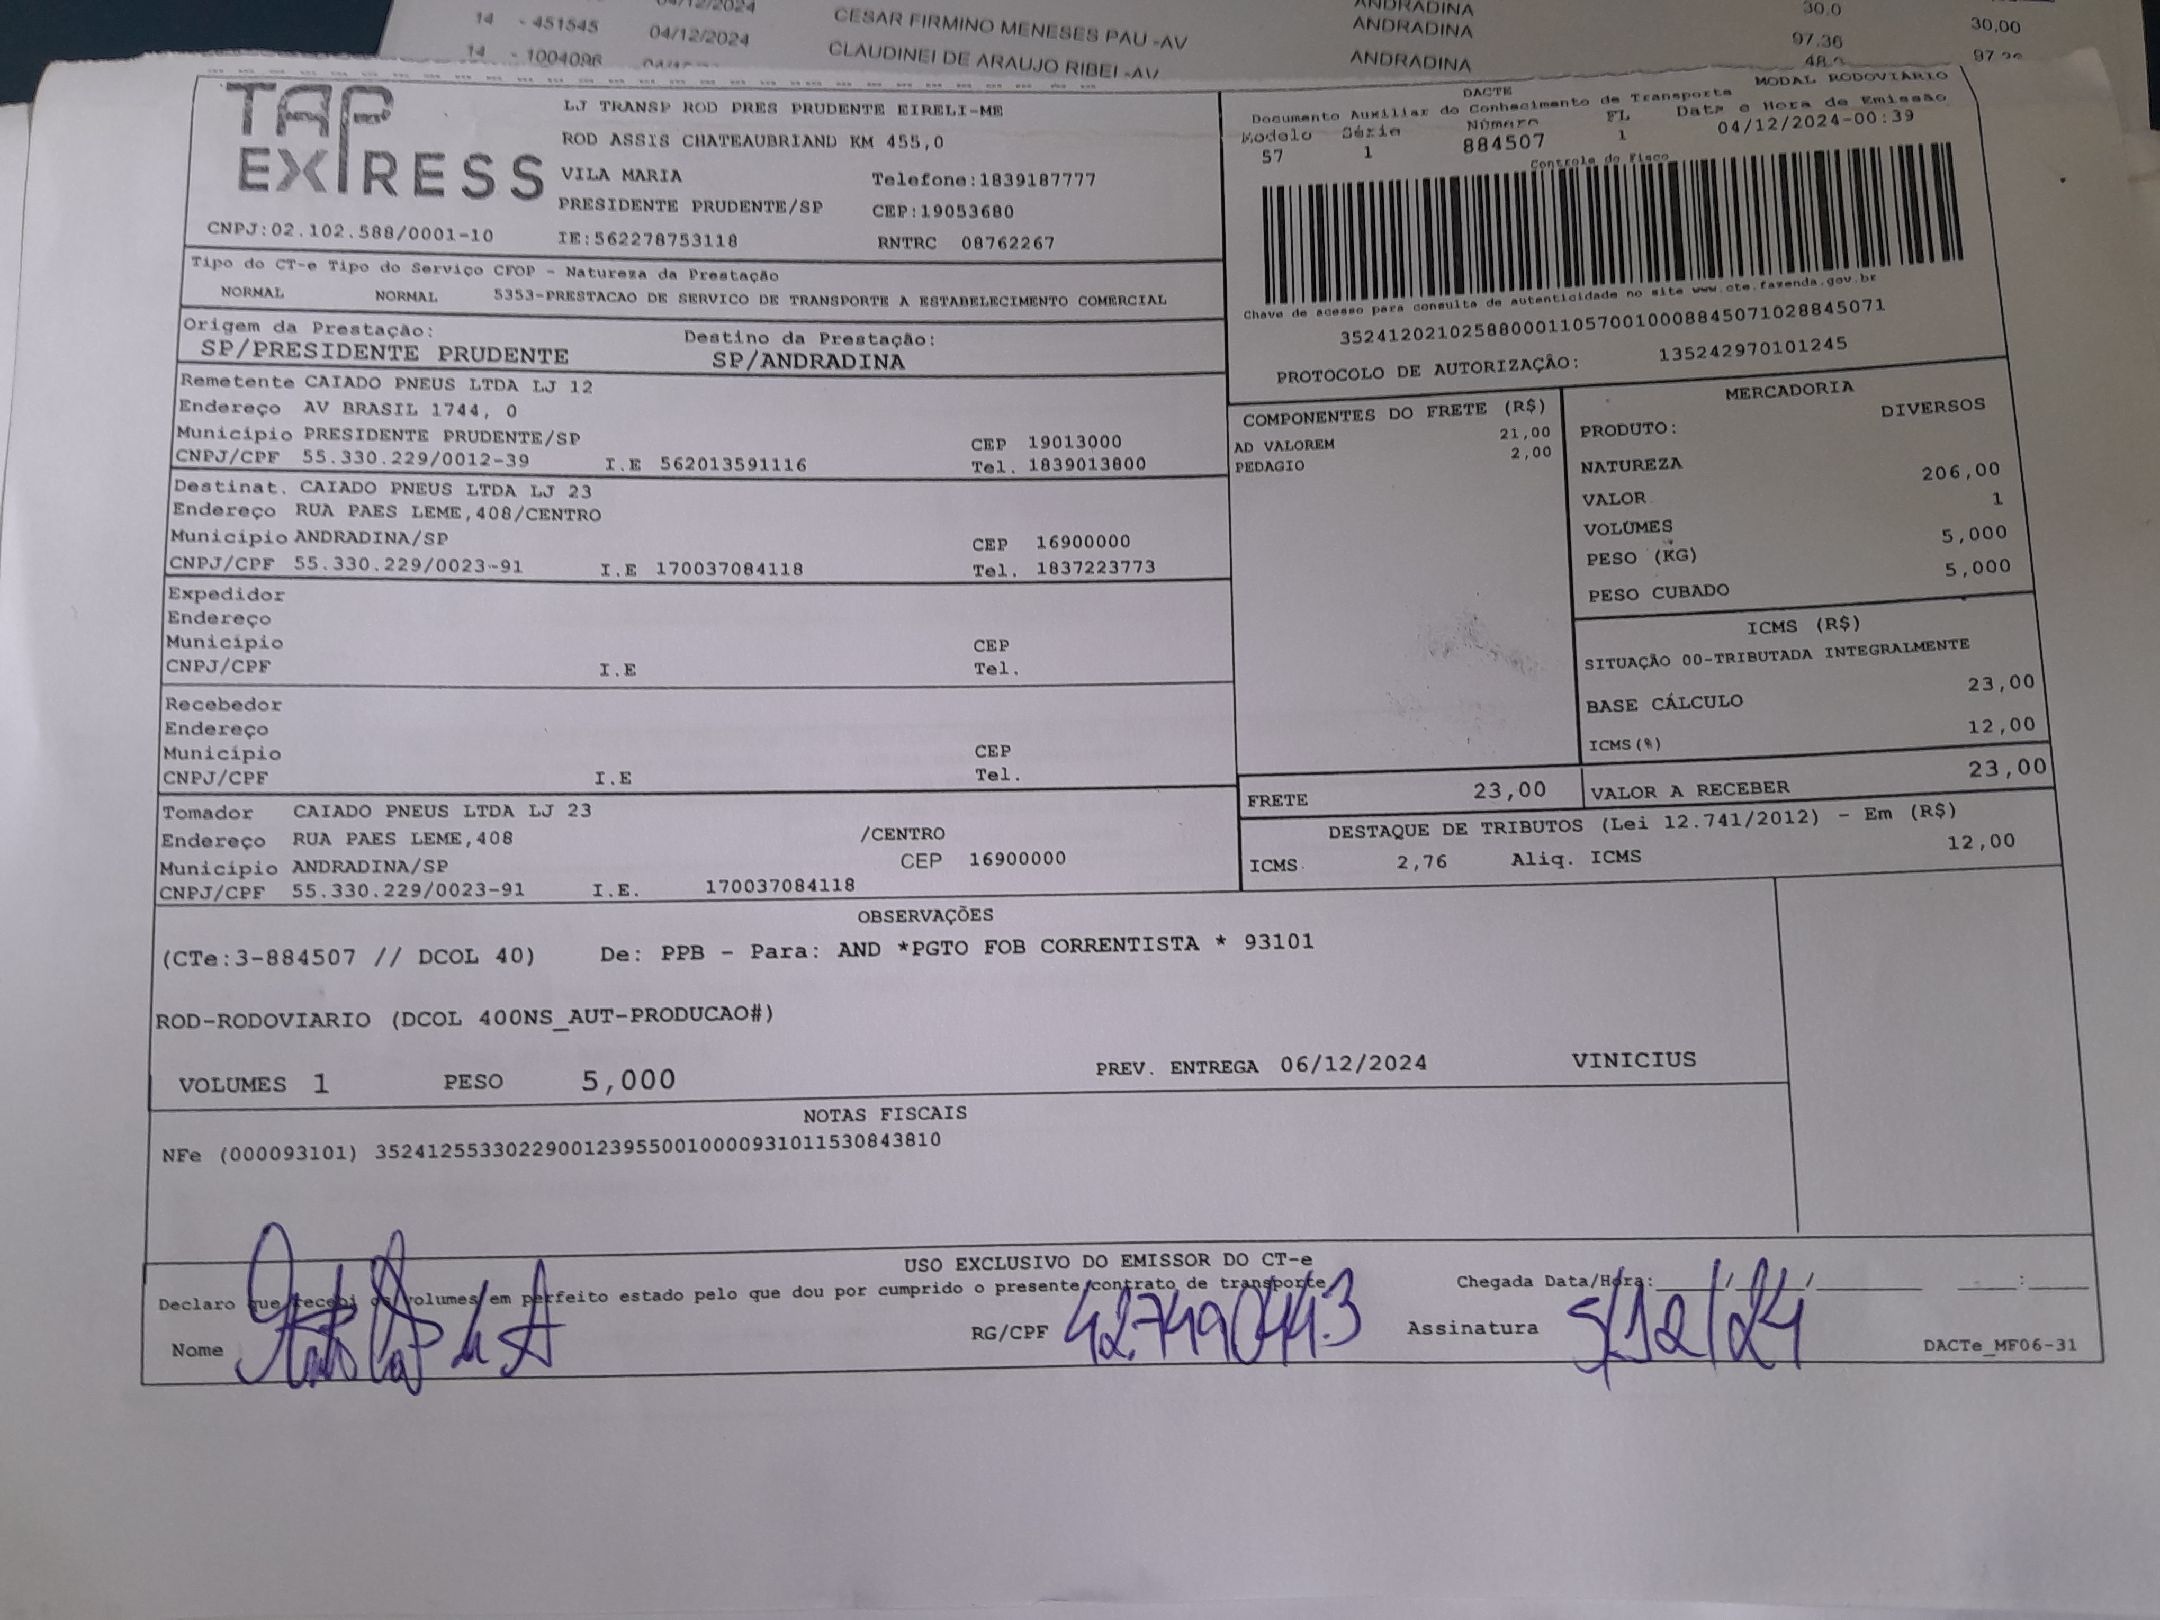 04/12/2024 ANDRADINA 30.0
14 - 451545 04/12/2024 CESAR FIRMINO MENESES PAU -AV ANDRADINA 97.36 30,00
14 - 1004096 CLAUDINEI DE ARAUJO RIBEI -AV ANDRADINA
TAP EXPRESS
CNPJ:02.102.588/0001-10
LJ TRANSP ROD PRES PRUDENTE EIRELI-ME
ROD ASSIS CHATEAUBRIAND KM 455,0
VILA MARIA Telefone:1839187777
PRESIDENTE PRUDENTE/SP CEP:19053680
IE:562278753118 RNTRC 08762267
DACTE MODAL RODOVIÁRIO
Documento Auxiliar do Conhecimento de Transporte
Modelo Série Número FL Data e Hora de Emissão
57 1 884507 1 04/12/2024-00:39
Controle do Fisco
Chave de acesso para consulta de autenticidade no site www.cte.fazenda.gov.br
35241202102588000110570010008845071028845071
PROTOCOLO DE AUTORIZAÇÃO: 135242970101245
Tipo do CT-e Tipo do Serviço CFOP - Natureza da Prestação
NORMAL NORMAL 5353-PRESTACAO DE SERVICO DE TRANSPORTE A ESTABELECIMENTO COMERCIAL
Origem da Prestação: Destino da Prestação:
SP/PRESIDENTE PRUDENTE SP/ANDRADINA
Remetente CAIADO PNEUS LTDA LJ 12
Endereço AV BRASIL 1744, 0
Município PRESIDENTE PRUDENTE/SP CEP 19013000
CNPJ/CPF 55.330.229/0012-39 I.E 562013591116 Tel. 1839013800
Destinat. CAIADO PNEUS LTDA LJ 23
Endereço RUA PAES LEME,408/CENTRO
Município ANDRADINA/SP CEP 16900000
CNPJ/CPF 55.330.229/0023-91 I.E 170037084118 Tel. 1837223773
Expedidor
Endereço
Município CEP
CNPJ/CPF I.E Tel.
Recebedor
Endereço
Município CEP
CNPJ/CPF I.E Tel.
Tomador CAIADO PNEUS LTDA LJ 23
Endereço RUA PAES LEME,408 /CENTRO
Município ANDRADINA/SP CEP 16900000
CNPJ/CPF 55.330.229/0023-91 I.E. 170037084118
COMPONENTES DO FRETE (R$)
AD VALOREM 21,00
PEDAGIO 2,00
MERCADORIA
PRODUTO: DIVERSOS
NATUREZA
VALOR 206,00
VOLUMES 1
PESO (KG) 5,000
PESO CUBADO 5,000
ICMS (R$)
SITUAÇÃO 00-TRIBUTADA INTEGRALMENTE
BASE CÁLCULO 23,00
ICMS(%) 12,00
FRETE 23,00 VALOR A RECEBER 23,00
DESTAQUE DE TRIBUTOS (Lei 12.741/2012) - Em (R$)
ICMS 2,76 Aliq. ICMS 12,00
OBSERVAÇÕES
(CTe:3-884507 // DCOL 40) De: PPB - Para: AND *PGTO FOB CORRENTISTA * 93101
ROD-RODOVIARIO (DCOL 400NS_AUT-PRODUCAO#)
VOLUMES 1 PESO 5,000 PREV. ENTREGA 06/12/2024 VINICIUS
NOTAS FISCAIS
NFe (000093101) 35241255330229001239550010000931011530843810
USO EXCLUSIVO DO EMISSOR DO CT-e
Declaro que recebi os volumes em perfeito estado pelo que dou por cumprido o presente contrato de transporte Chegada Data/Hora:
Nome RG/CPF Assinatura 5/12/24 DACTe_MF06-31